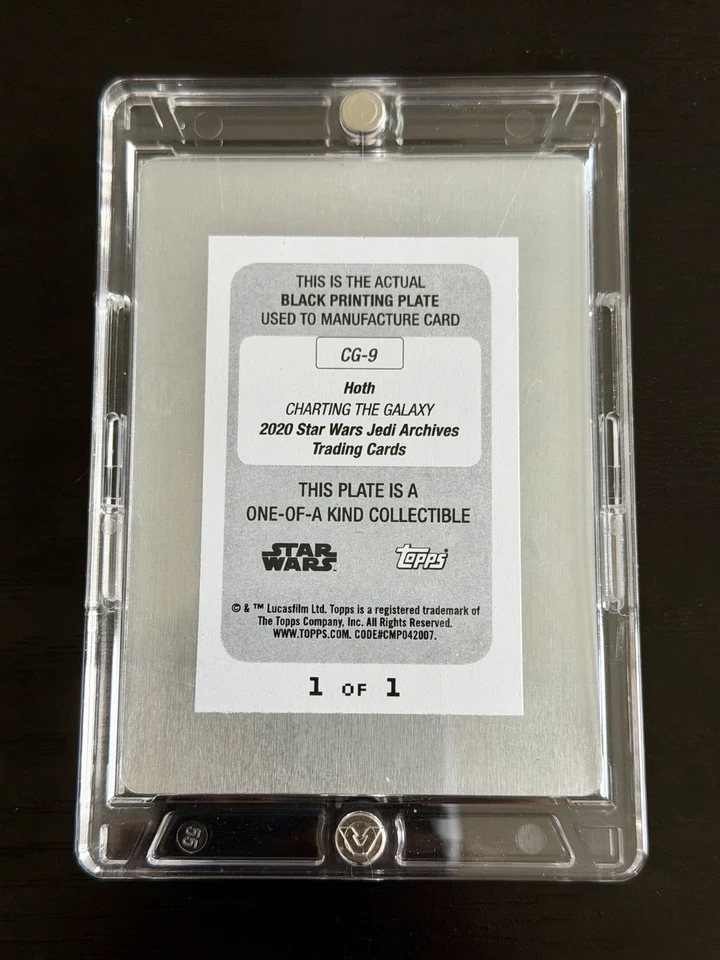 THIS IS THE ACTUAL
BLACK PRINTING PLATE
USED TO MANUFACTURE CARD
CG-9
Hoth
CHARTING THE GALAXY
2020 Star Wars Jedi Archives
Trading Cards
THIS PLATE IS A
ONE-OF-A KIND COLLECTIBLE
STAR WARS™ topps®
© & ™ Lucasfilm Ltd. Topps is a registered trademark of
The Topps Company, Inc. All Rights Reserved.
WWW.TOPPS.COM. CODE#CMP042007.
1 OF 1
55